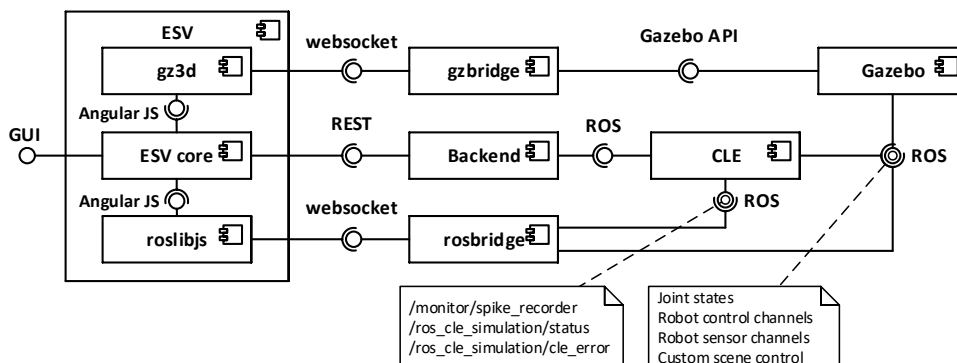 ESV
websocket
Gazebo API
gz3d
gzbridge
Gazebo
Angular JS
GUI
REST
ROS
ESV core
Backend
CLE
ROS
Angular JS
websocket
ROS
roslibjs
rosbridge
/monitor/spike_recorder
/ros_cle_simulation/status
/ros_cle_simulation/cle_error
Joint states
Robot control channels
Robot sensor channels
Custom scene control